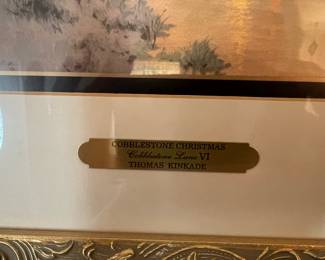 COBBLESTONE CHRISTMAS
Cobblestone Lane VI
THOMAS KINKADE